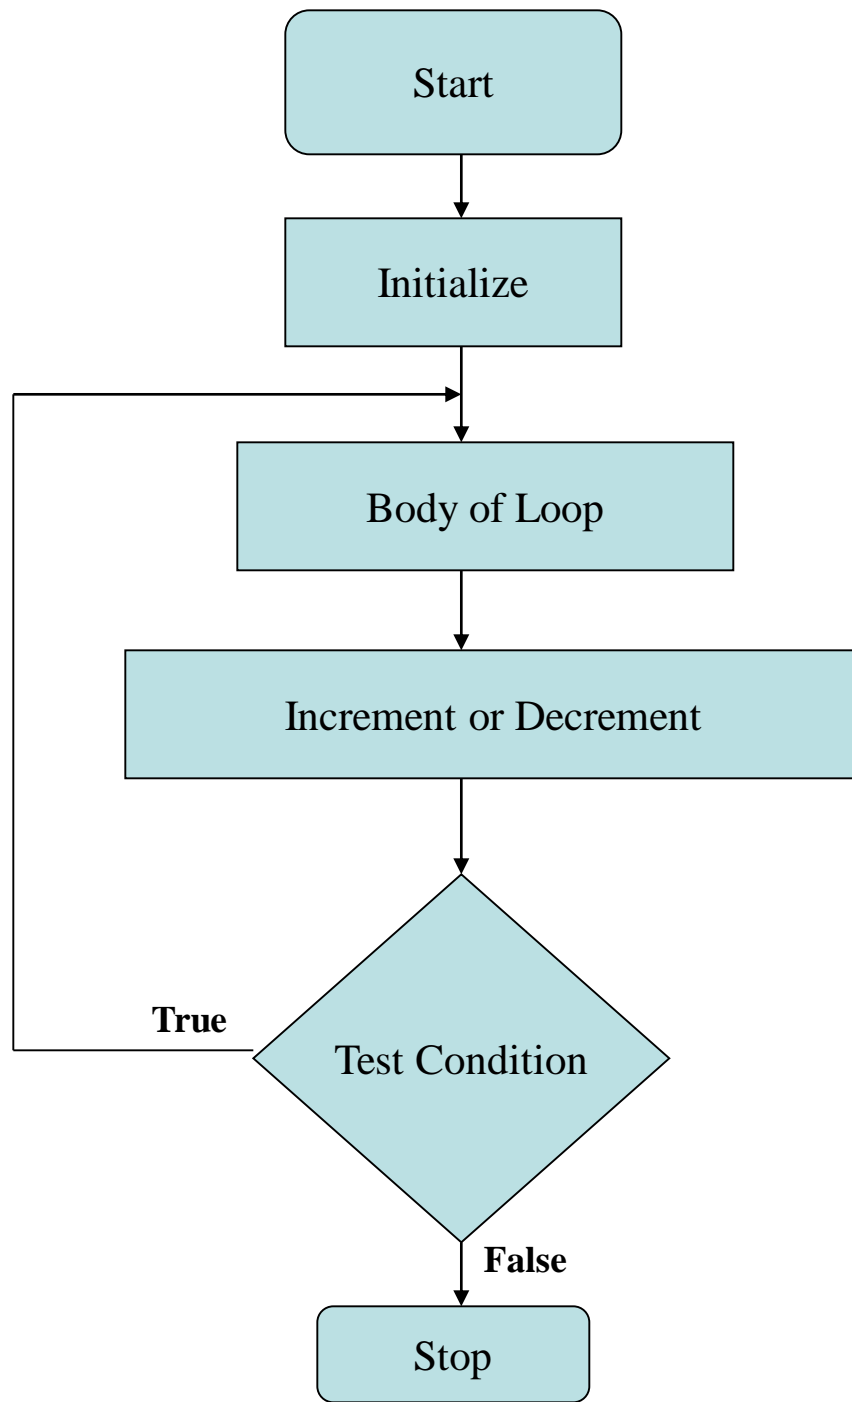 Start
Initialize
Body of Loop
Increment or Decrement
True
Test Condition
False
Stop